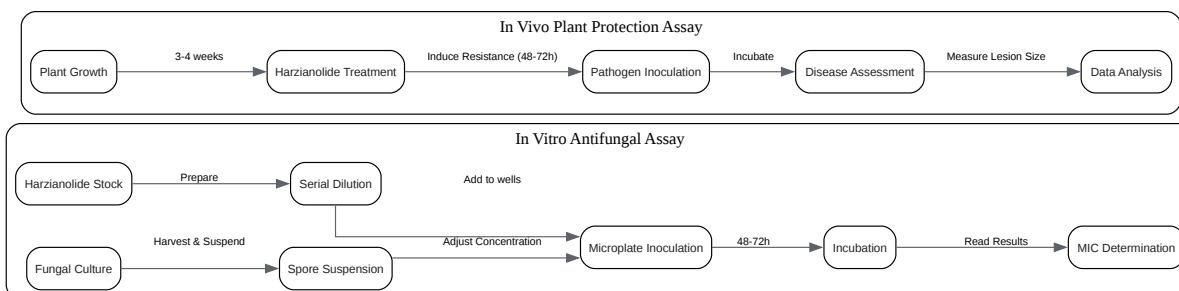 In Vivo Plant Protection Assay
3-4 weeks
Induce Resistance (48-72h)
Incubate
Measure Lesion Size
Plant Growth
Harzianolide Treatment
Pathogen Inoculation
Disease Assessment
Data Analysis
In Vitro Antifungal Assay
Harzianolide Stock
Prepare
Serial Dilution
Add to wells
Harvest & Suspend
Adjust Concentration
Microplate Inoculation
48-72h
Incubation
Read Results
MIC Determination
Fungal Culture
Spore Suspension